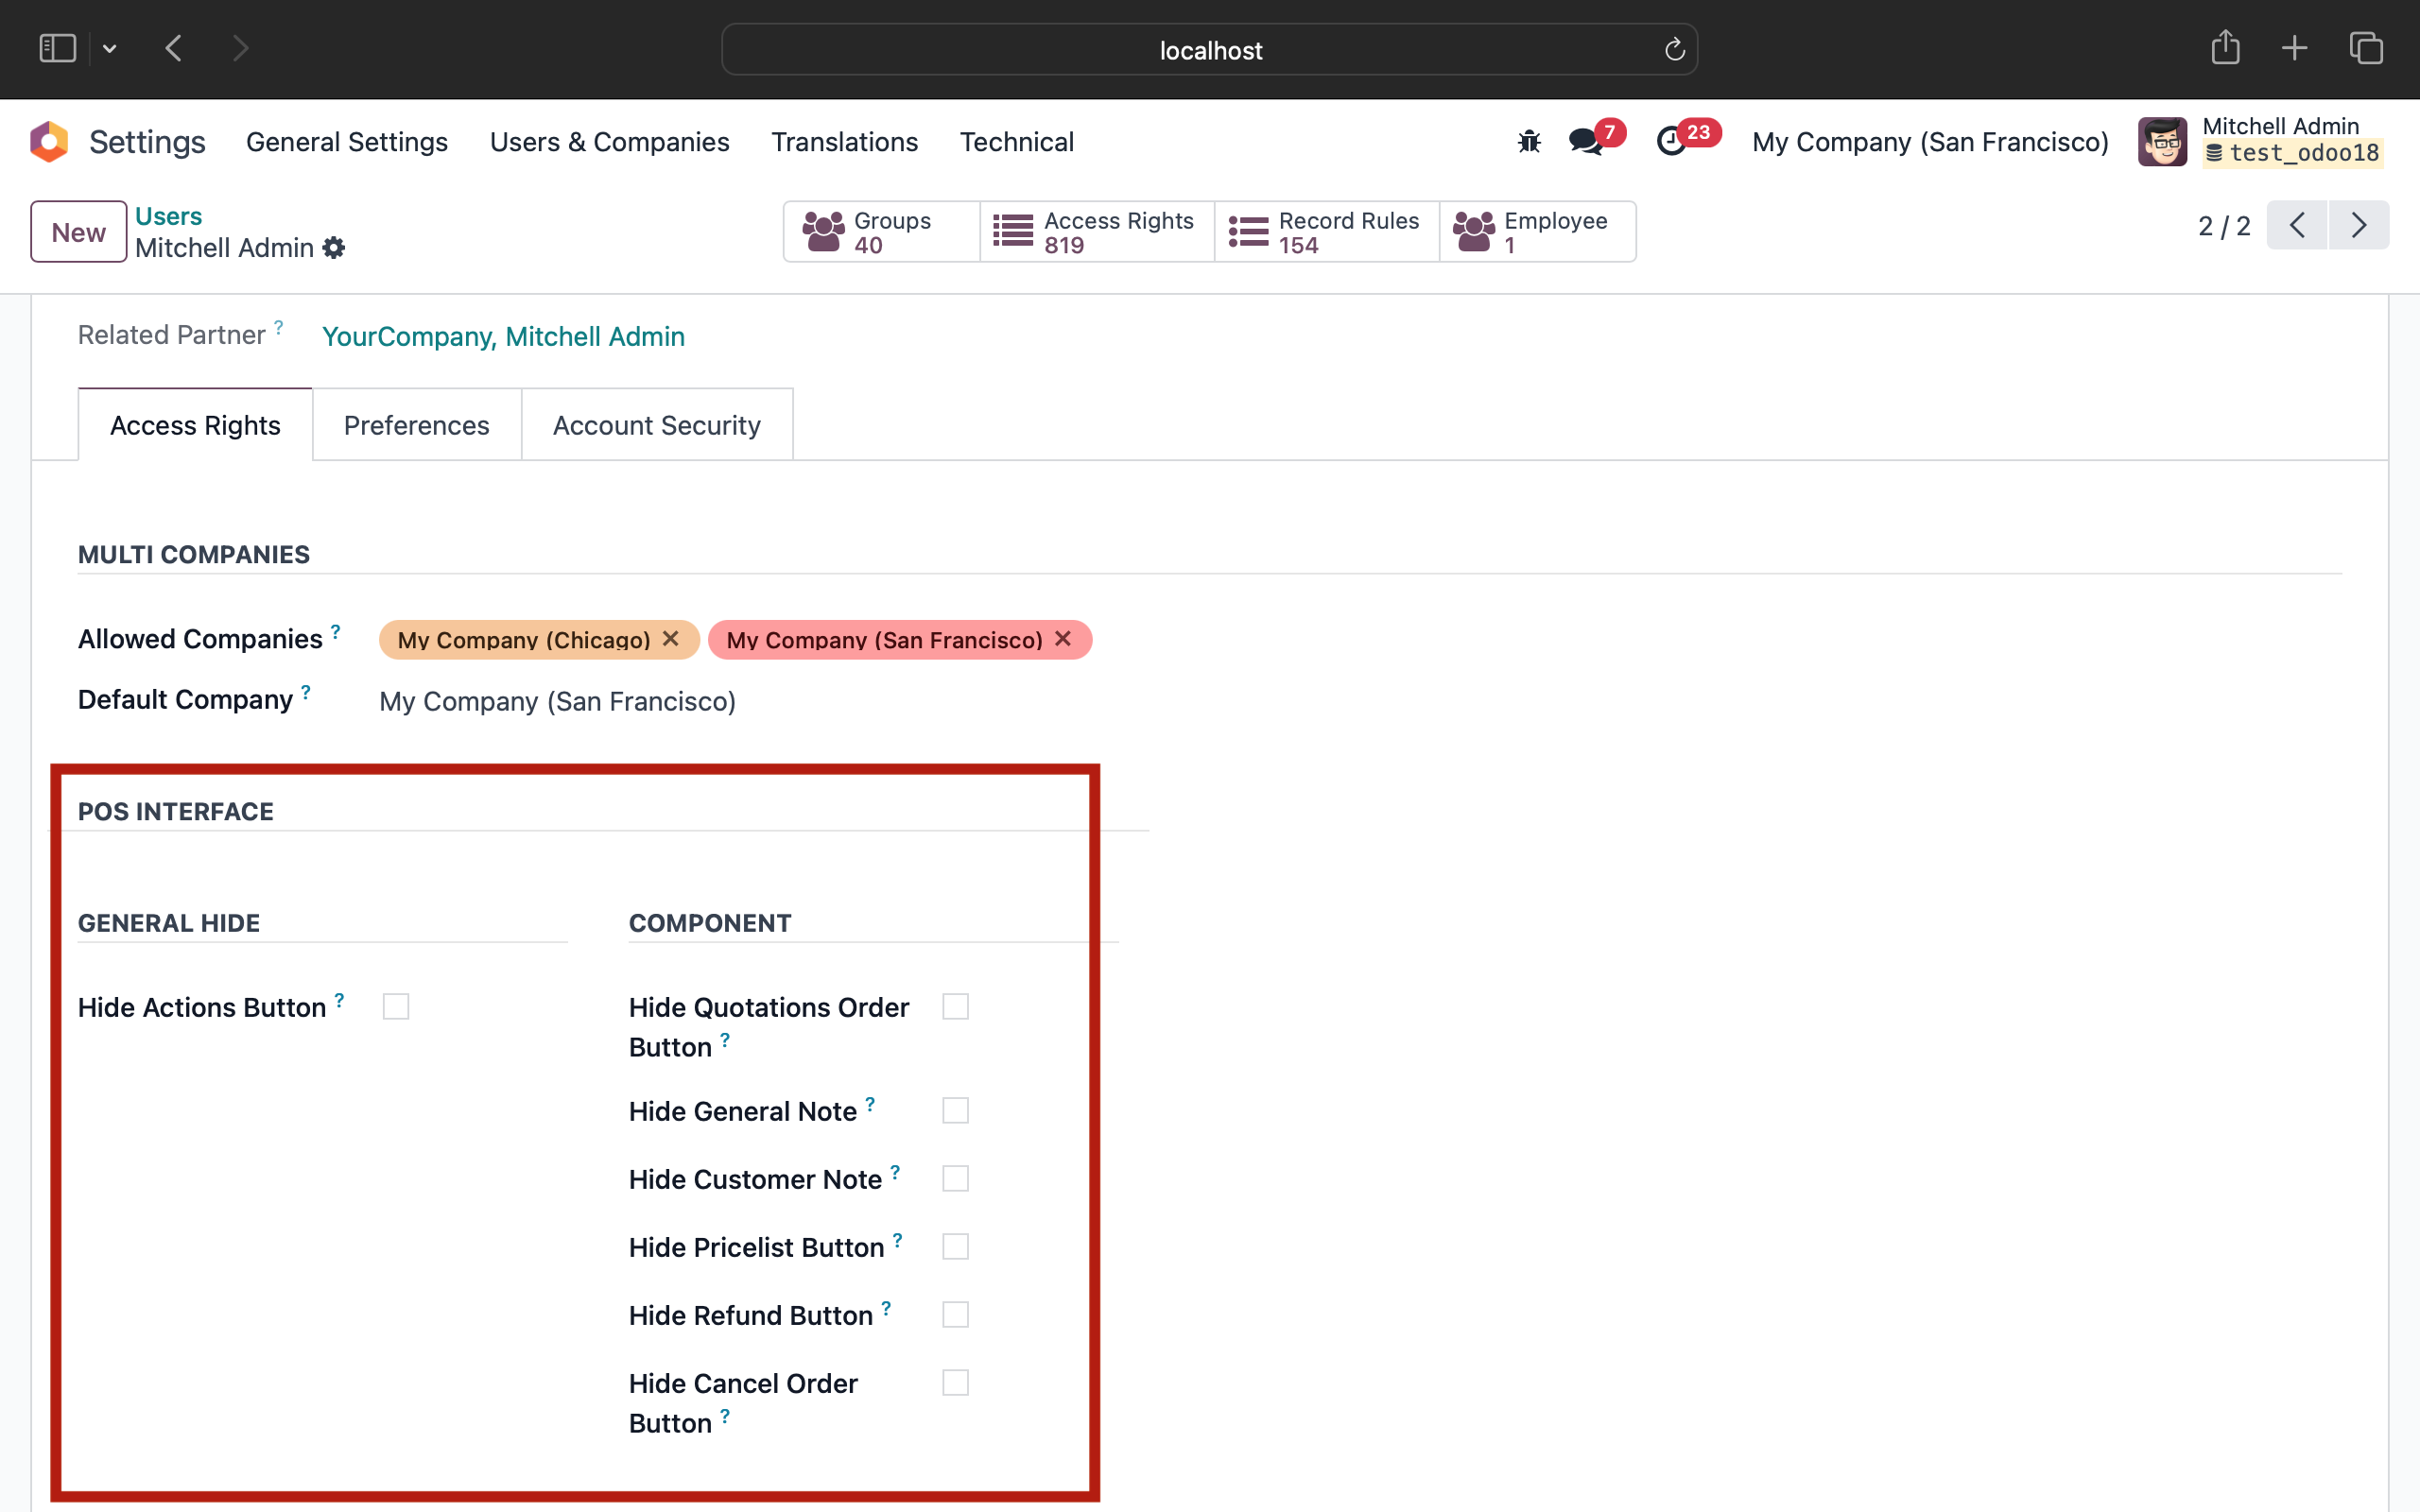 localhost
Settings General Settings Users & Companies Translations Technical 7 23 My Company (San Francisco) Mitchell Admin
test_odoo18
New Users
Mitchell Admin
Groups 40 Access Rights 819 Record Rules 154 Employee 1
2 / 2
Related Partner ? YourCompany, Mitchell Admin
Access Rights Preferences Account Security
MULTI COMPANIES
Allowed Companies ? My Company (Chicago) My Company (San Francisco)
Default Company ? My Company (San Francisco)
POS INTERFACE
GENERAL HIDE
Hide Actions Button ?
COMPONENT
Hide Quotations Order
Button ?
Hide General Note ?
Hide Customer Note ?
Hide Pricelist Button ?
Hide Refund Button ?
Hide Cancel Order
Button ?